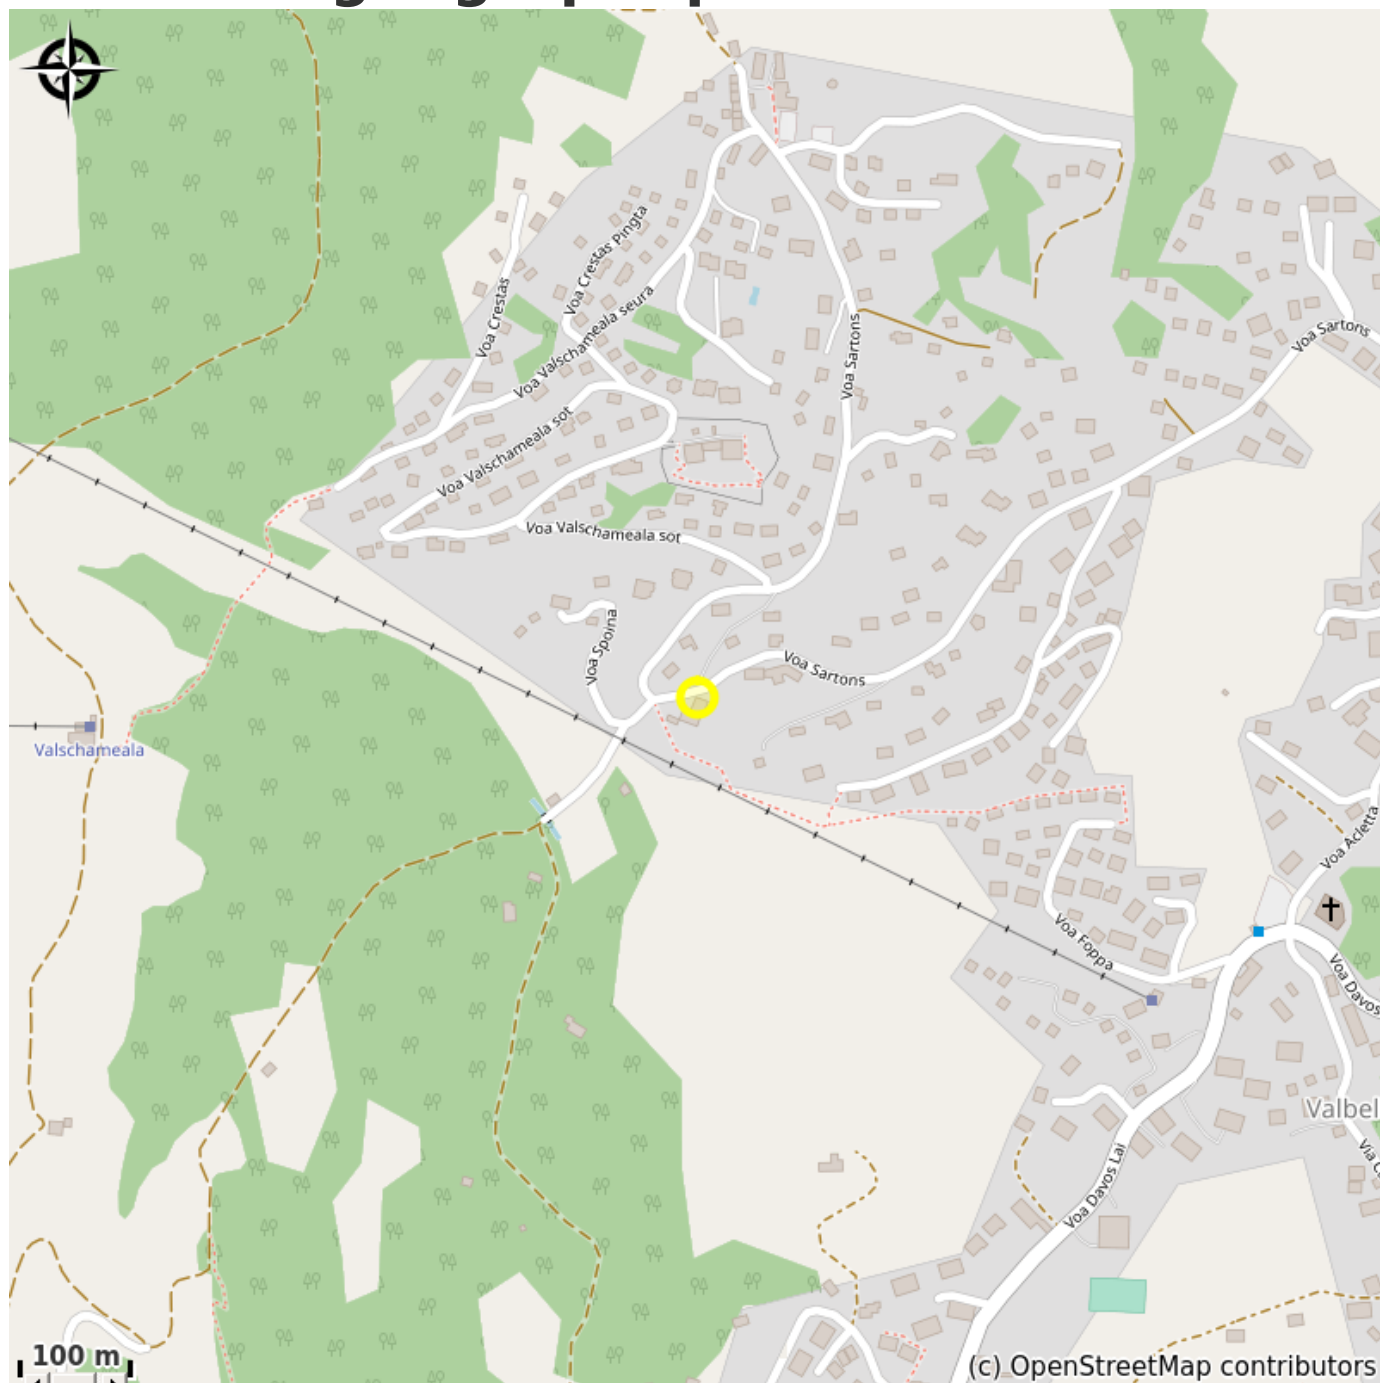 Voa Crestas Pingta
Voa Crestas
Voa Valschameala seura
Voa Sartons
Voa Sartons
Voa Valschameala sot
Voa Valschameala sot
Voa Spoina
Voa Sartons
Valschameala
Voa Acletta
Voa Foppa
Voa Davos
Valbel
Voa Davos Lai
Via C
100 m
(c) OpenStreetMap contributors